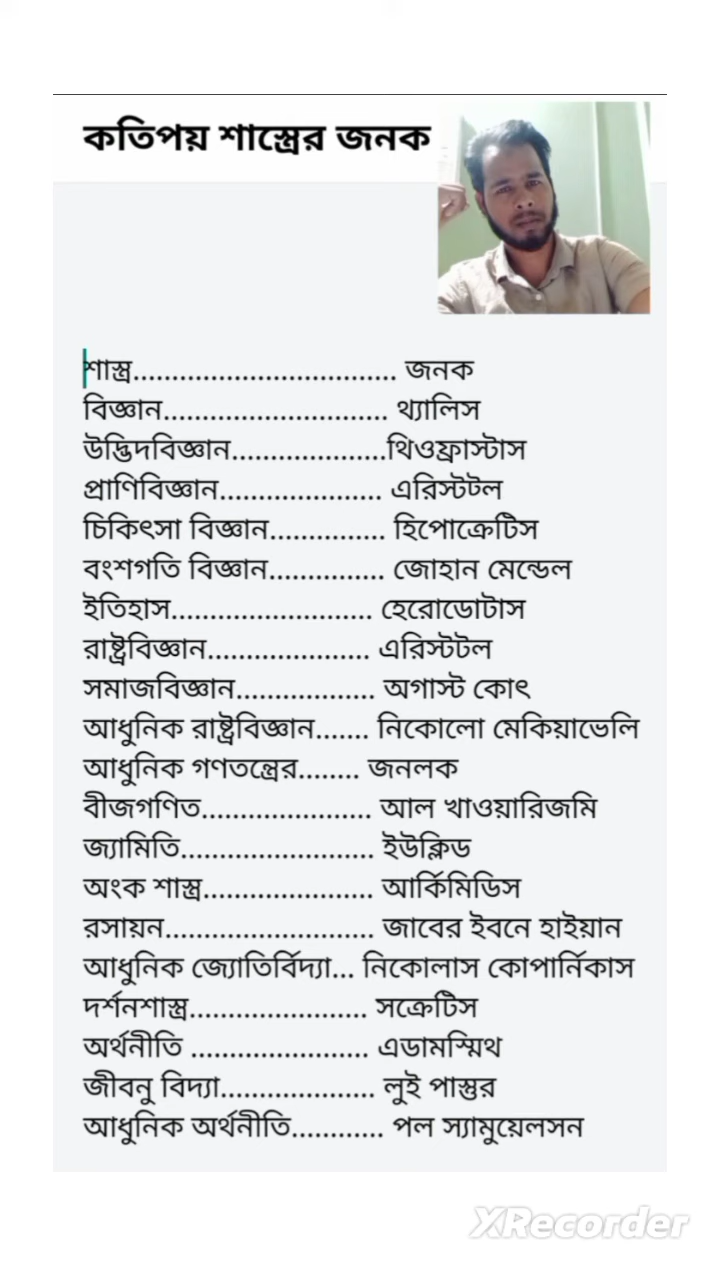 কতিপয় শাস্ত্রের জনক
শাস্ত্র.................................. জনক
বিজ্ঞান............................. থ্যালিস
উদ্ভিদবিজ্ঞান....................থিওফ্রাস্টাস
প্রাণিবিজ্ঞান..................... এরিস্টটল
চিকিৎসা বিজ্ঞান............... হিপোক্রেটিস
বংশগতি বিজ্ঞান............... জোহান মেন্ডেল
ইতিহাস.......................... হেরোডোটাস
রাষ্ট্রবিজ্ঞান..................... এরিস্টটল
সমাজবিজ্ঞান.................. অগাস্ট কোৎ
আধুনিক রাষ্ট্রবিজ্ঞান....... নিকোলো মেকিয়াভেলি
আধুনিক গণতন্ত্রের........ জনলক
বীজগণিত...................... আল খাওয়ারিজমি
জ্যামিতি......................... ইউক্লিড
অংক শাস্ত্র...................... আর্কিমিডিস
রসায়ন........................... জাবের ইবনে হাইয়ান
আধুনিক জ্যোতির্বিদ্যা... নিকোলাস কোপার্নিকাস
দর্শনশাস্ত্র....................... সক্রেটিস
অর্থনীতি ....................... এডামস্মিথ
জীবনু বিদ্যা.................... লুই পাস্তুর
আধুনিক অর্থনীতি............ পল স্যামুয়েলসন
XRecorder